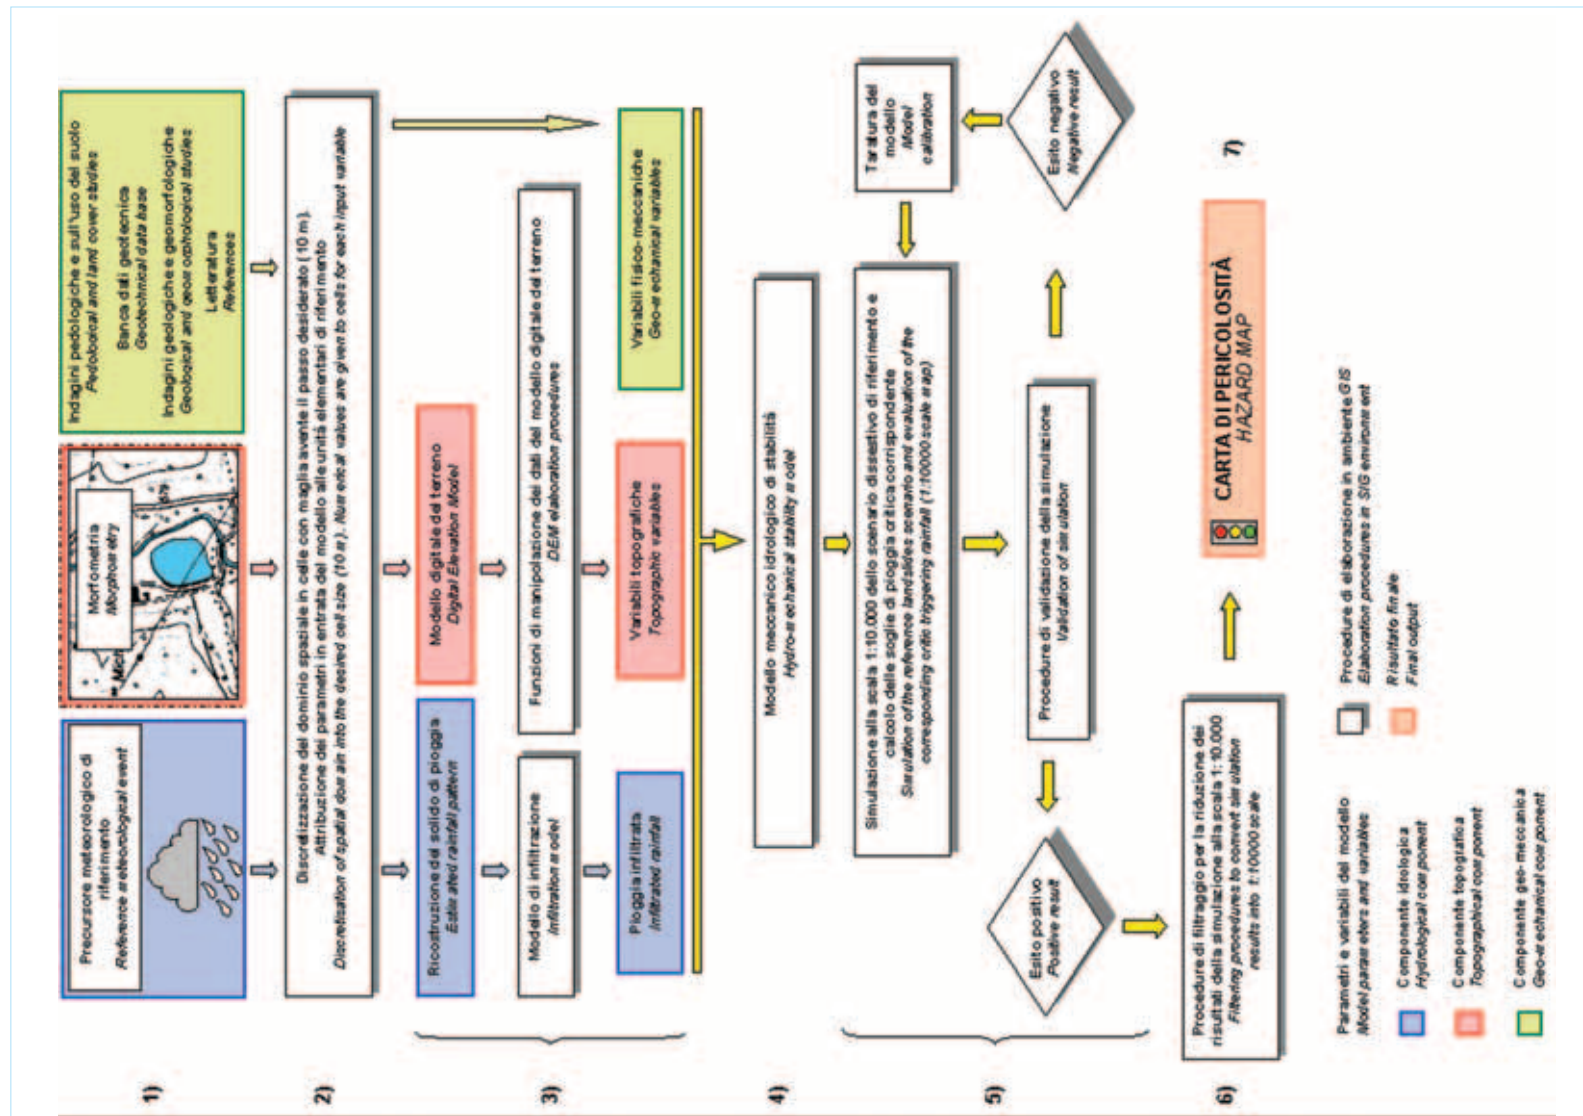 1)
Precursore meteorologico di
riferimento
Reference meteorological event
Morfometria
Morphometry
Mich
579
Indagini pedologiche e sull'uso del suolo
Pedological and land cover studies
Banca dati geotecnica
Geotechnical data base
Indagini geologiche e geomorfologiche
Geological and geomorphological studies
Letteratura
References
2)
Discretizzazione del dominio spaziale in celle con maglia avente il passo desiderato (10 m).
Attribuzione dei parametri in entrata del modello alle unità elementari di riferimento
Discretisation of spatial domain into the desired cell size (10 m). Numerical values are given to cells for each input variable
3)
Ricostruzione del solido di pioggia
Estimated rainfall pattern
Modello digitale del terreno
Digital Elevation Model
Modello di infiltrazione
Infiltration model
Funzioni di manipolazione dei dati del modello digitale del terreno
DEM elaboration procedures
Pioggia infiltrata
Infiltrated rainfall
Variabili topografiche
Topographic variables
Variabili fisico-meccaniche
Geo-mechanical variables
4)
Modello meccanico idrologico di stabilità
Hydro-mechanical stability model
5)
Simulazione alla scala 1:10.000 dello scenario dissestivo di riferimento e
calcolo delle soglie di pioggia critica corrispondente
Simulation of the reference landslides scenario and evaluation of the
corresponding critic triggering rainfall (1:10000 scale map)
Taratura del
modello
Model
calibration
Esito positivo
Positive result
Procedure di validazione della simulazione
Validation of simulation
Esito negativo
Negative result
6)
Procedura di filtraggio per la riduzione dei
risultati della simulazione alla scala 1:10.000
Filtering procedures to convert simulation
results into 1:10000 scale
CARTA DI PERICOLOSITÀ
HAZARD MAP
7)
Parametri e variabili del modello
Model parameters and variables
Componente idrologica
Hydrological component
Componente topografica
Topographical component
Componente geo-meccanica
Geo-mechanical component
Procedure di elaborazione in ambiente GIS
Elaboration procedures in SIG environment
Risultato finale
Final output